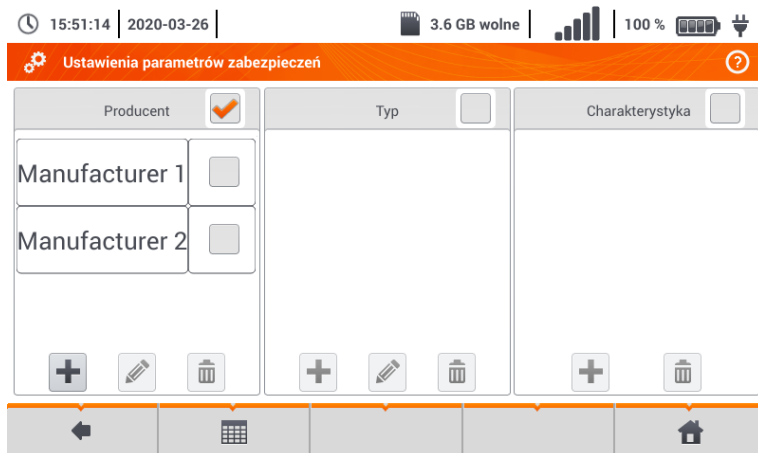 15:51:14 2020-03-26 3.6 GB wolne 100 %
Ustawienia parametrów zabezpieczeń ?
Producent Typ Charakterystyka
Manufacturer 1
Manufacturer 2